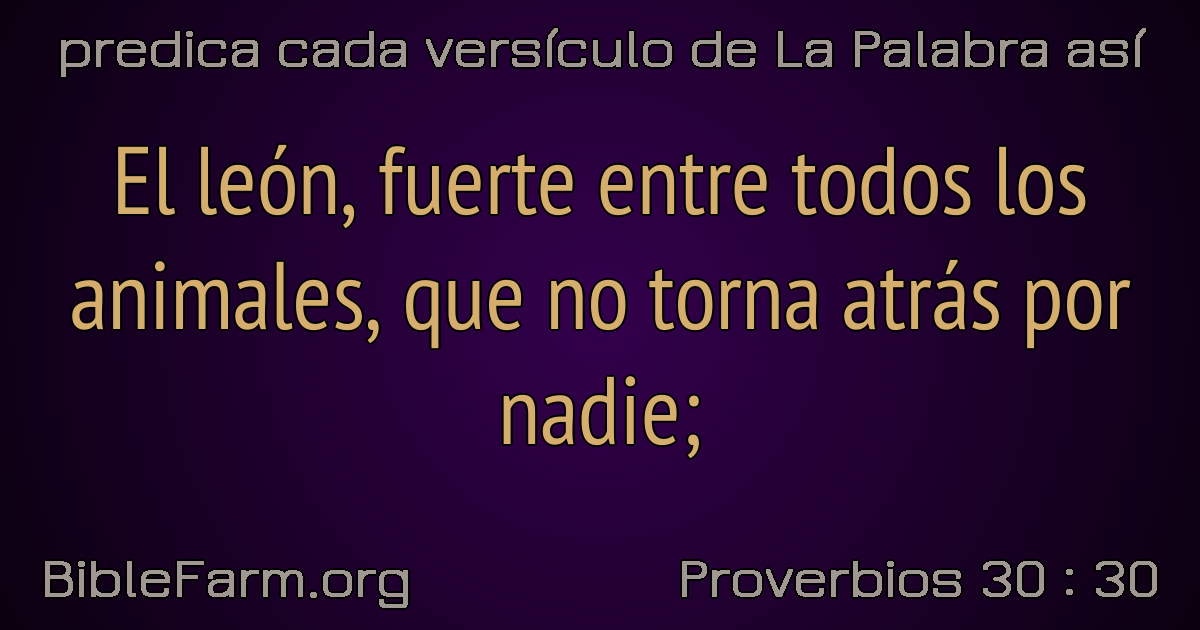 predica cada versículo de La Palabra así
El león, fuerte entre todos los
animales, que no torna atrás por
nadie;
BibleFarm.org
Proverbios 30 : 30